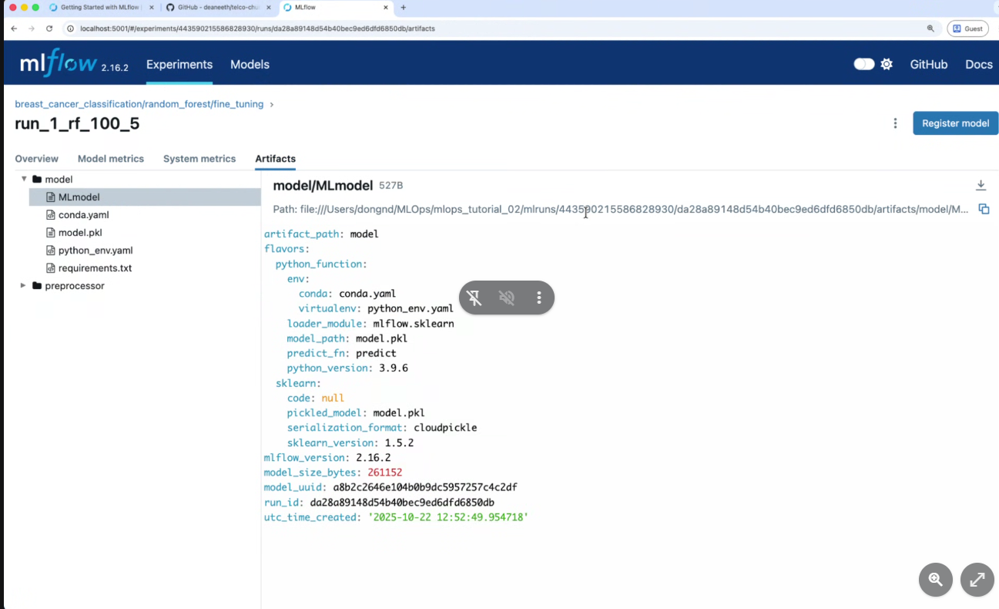 Getting Started with MLflow
GitHub - deaneeth/telco-chu
MLflow
localhost:5001/#/experiments/443590215586828930/runs/da28a89148d54b40bec9ed6dfd6850db/artifacts
Guest
mlflow 2.16.2 Experiments Models GitHub Docs
breast_cancer_classification/random_forest/fine_tuning
run_1_rf_100_5
Register model
Overview Model metrics System metrics Artifacts
model
MLmodel
conda.yaml
model.pkl
python_env.yaml
requirements.txt
preprocessor
model/MLmodel 527B
Path: file:///Users/dongnd/MLOps/mlops_tutorial_02/mlruns/443590215586828930/da28a89148d54b40bec9ed6dfd6850db/artifacts/model/M...
artifact_path: model
flavors:
python_function:
env:
conda: conda.yaml
virtualenv: python_env.yaml
loader_module: mlflow.sklearn
model_path: model.pkl
predict_fn: predict
python_version: 3.9.6
sklearn:
code: null
pickled_model: model.pkl
serialization_format: cloudpickle
sklearn_version: 1.5.2
mlflow_version: 2.16.2
model_size_bytes: 261152
model_uuid: a8b2c2646e104b0b9dc5957257c4c2df
run_id: da28a89148d54b40bec9ed6dfd6850db
utc_time_created: '2025-10-22 12:52:49.954718'